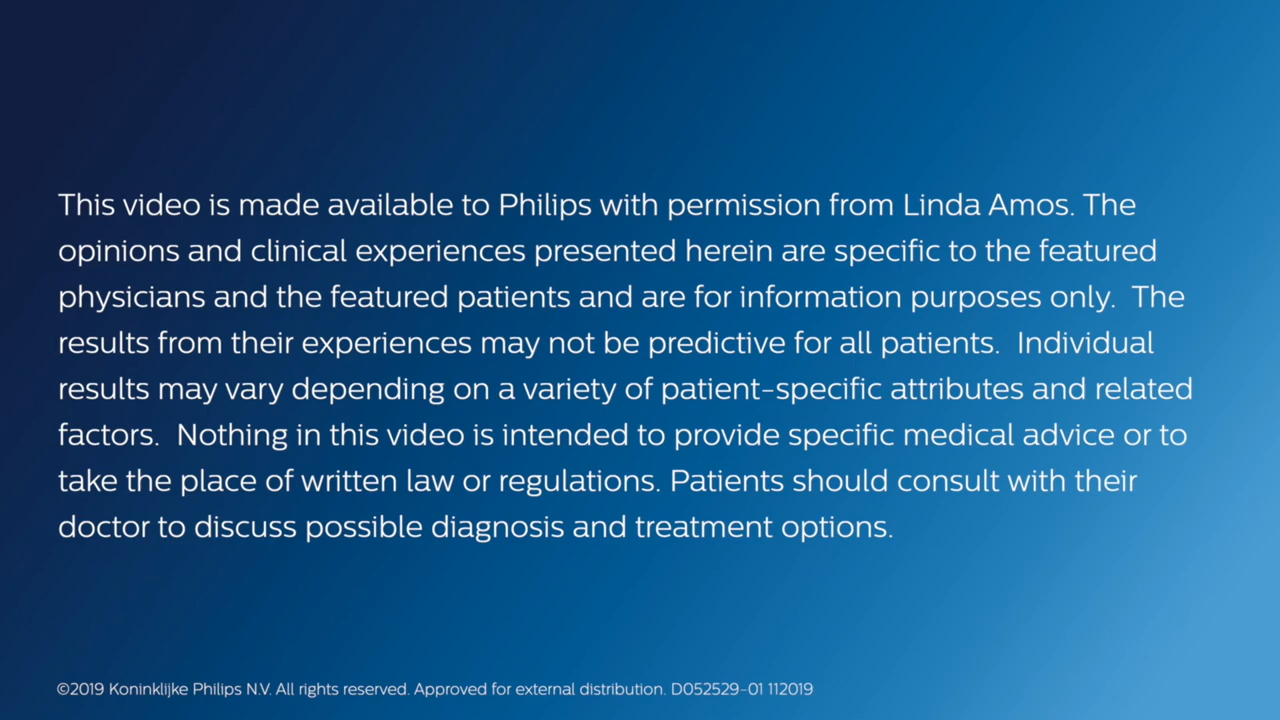 This video is made available to Philips with permission from Linda Amos. The
opinions and clinical experiences presented herein are specific to the featured
physicians and the featured patients and are for information purposes only.  The
results from their experiences may not be predictive for all patients.  Individual
results may vary depending on a variety of patient-specific attributes and related
factors.  Nothing in this video is intended to provide specific medical advice or to
take the place of written law or regulations. Patients should consult with their
doctor to discuss possible diagnosis and treatment options.
©2019 Koninklijke Philips N.V. All rights reserved. Approved for external distribution. D052529-01 112019